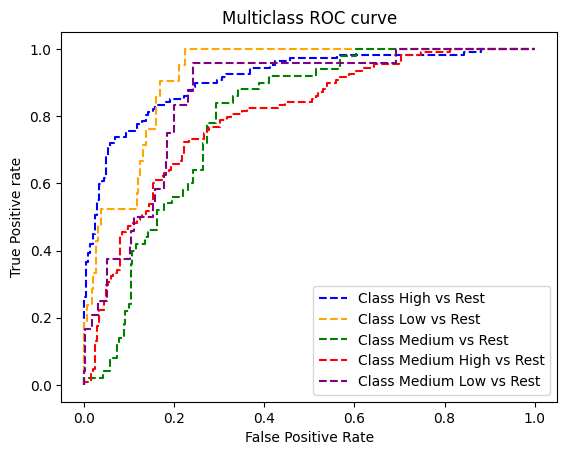 Multiclass ROC curve
True Positive rate
1.0
0.8
0.6
0.4
0.2
0.0
Class High vs Rest
Class Low vs Rest
Class Medium vs Rest
Class Medium High vs Rest
Class Medium Low vs Rest
0.0 0.2 0.4 0.6 0.8 1.0
False Positive Rate